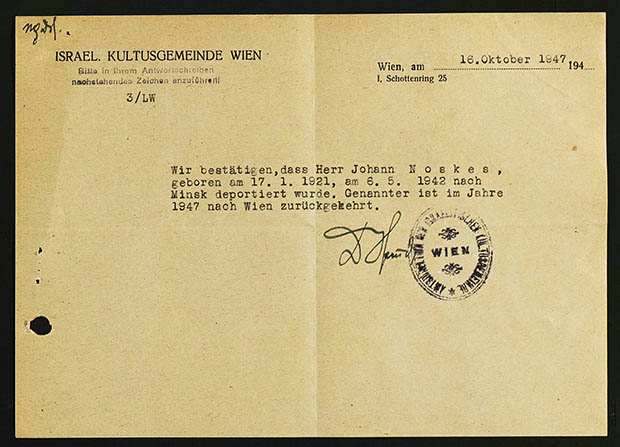 ISRAEL. KULTUSGEMEINDE WIEN
Bitte in Ihrem Antwortschreiben
nachstehendes Zeichen anzuführen!
3/LW
Wien, am 16.Oktober 1947 194
I, Schottenring 25
Wir bestätigen,dass Herr Johann N o s k e s ,
geboren am 17. 1. 1921, am 6. 5. 1942 nach
Minsk deportiert wurde. Genannter ist im Jahre
1947 nach Wien zurückgekehrt.
WIEN